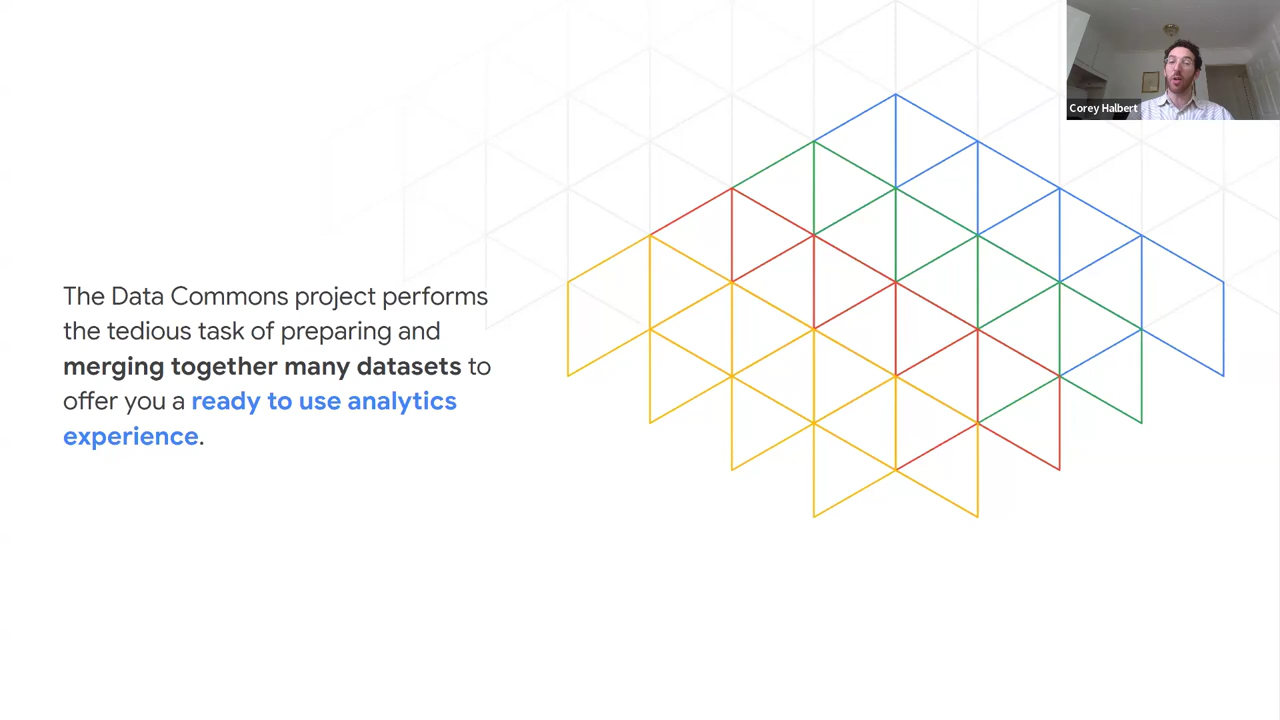 Corey Halbert
The Data Commons project performs
the tedious task of preparing and
merging together many datasets to
offer you a ready to use analytics
experience.